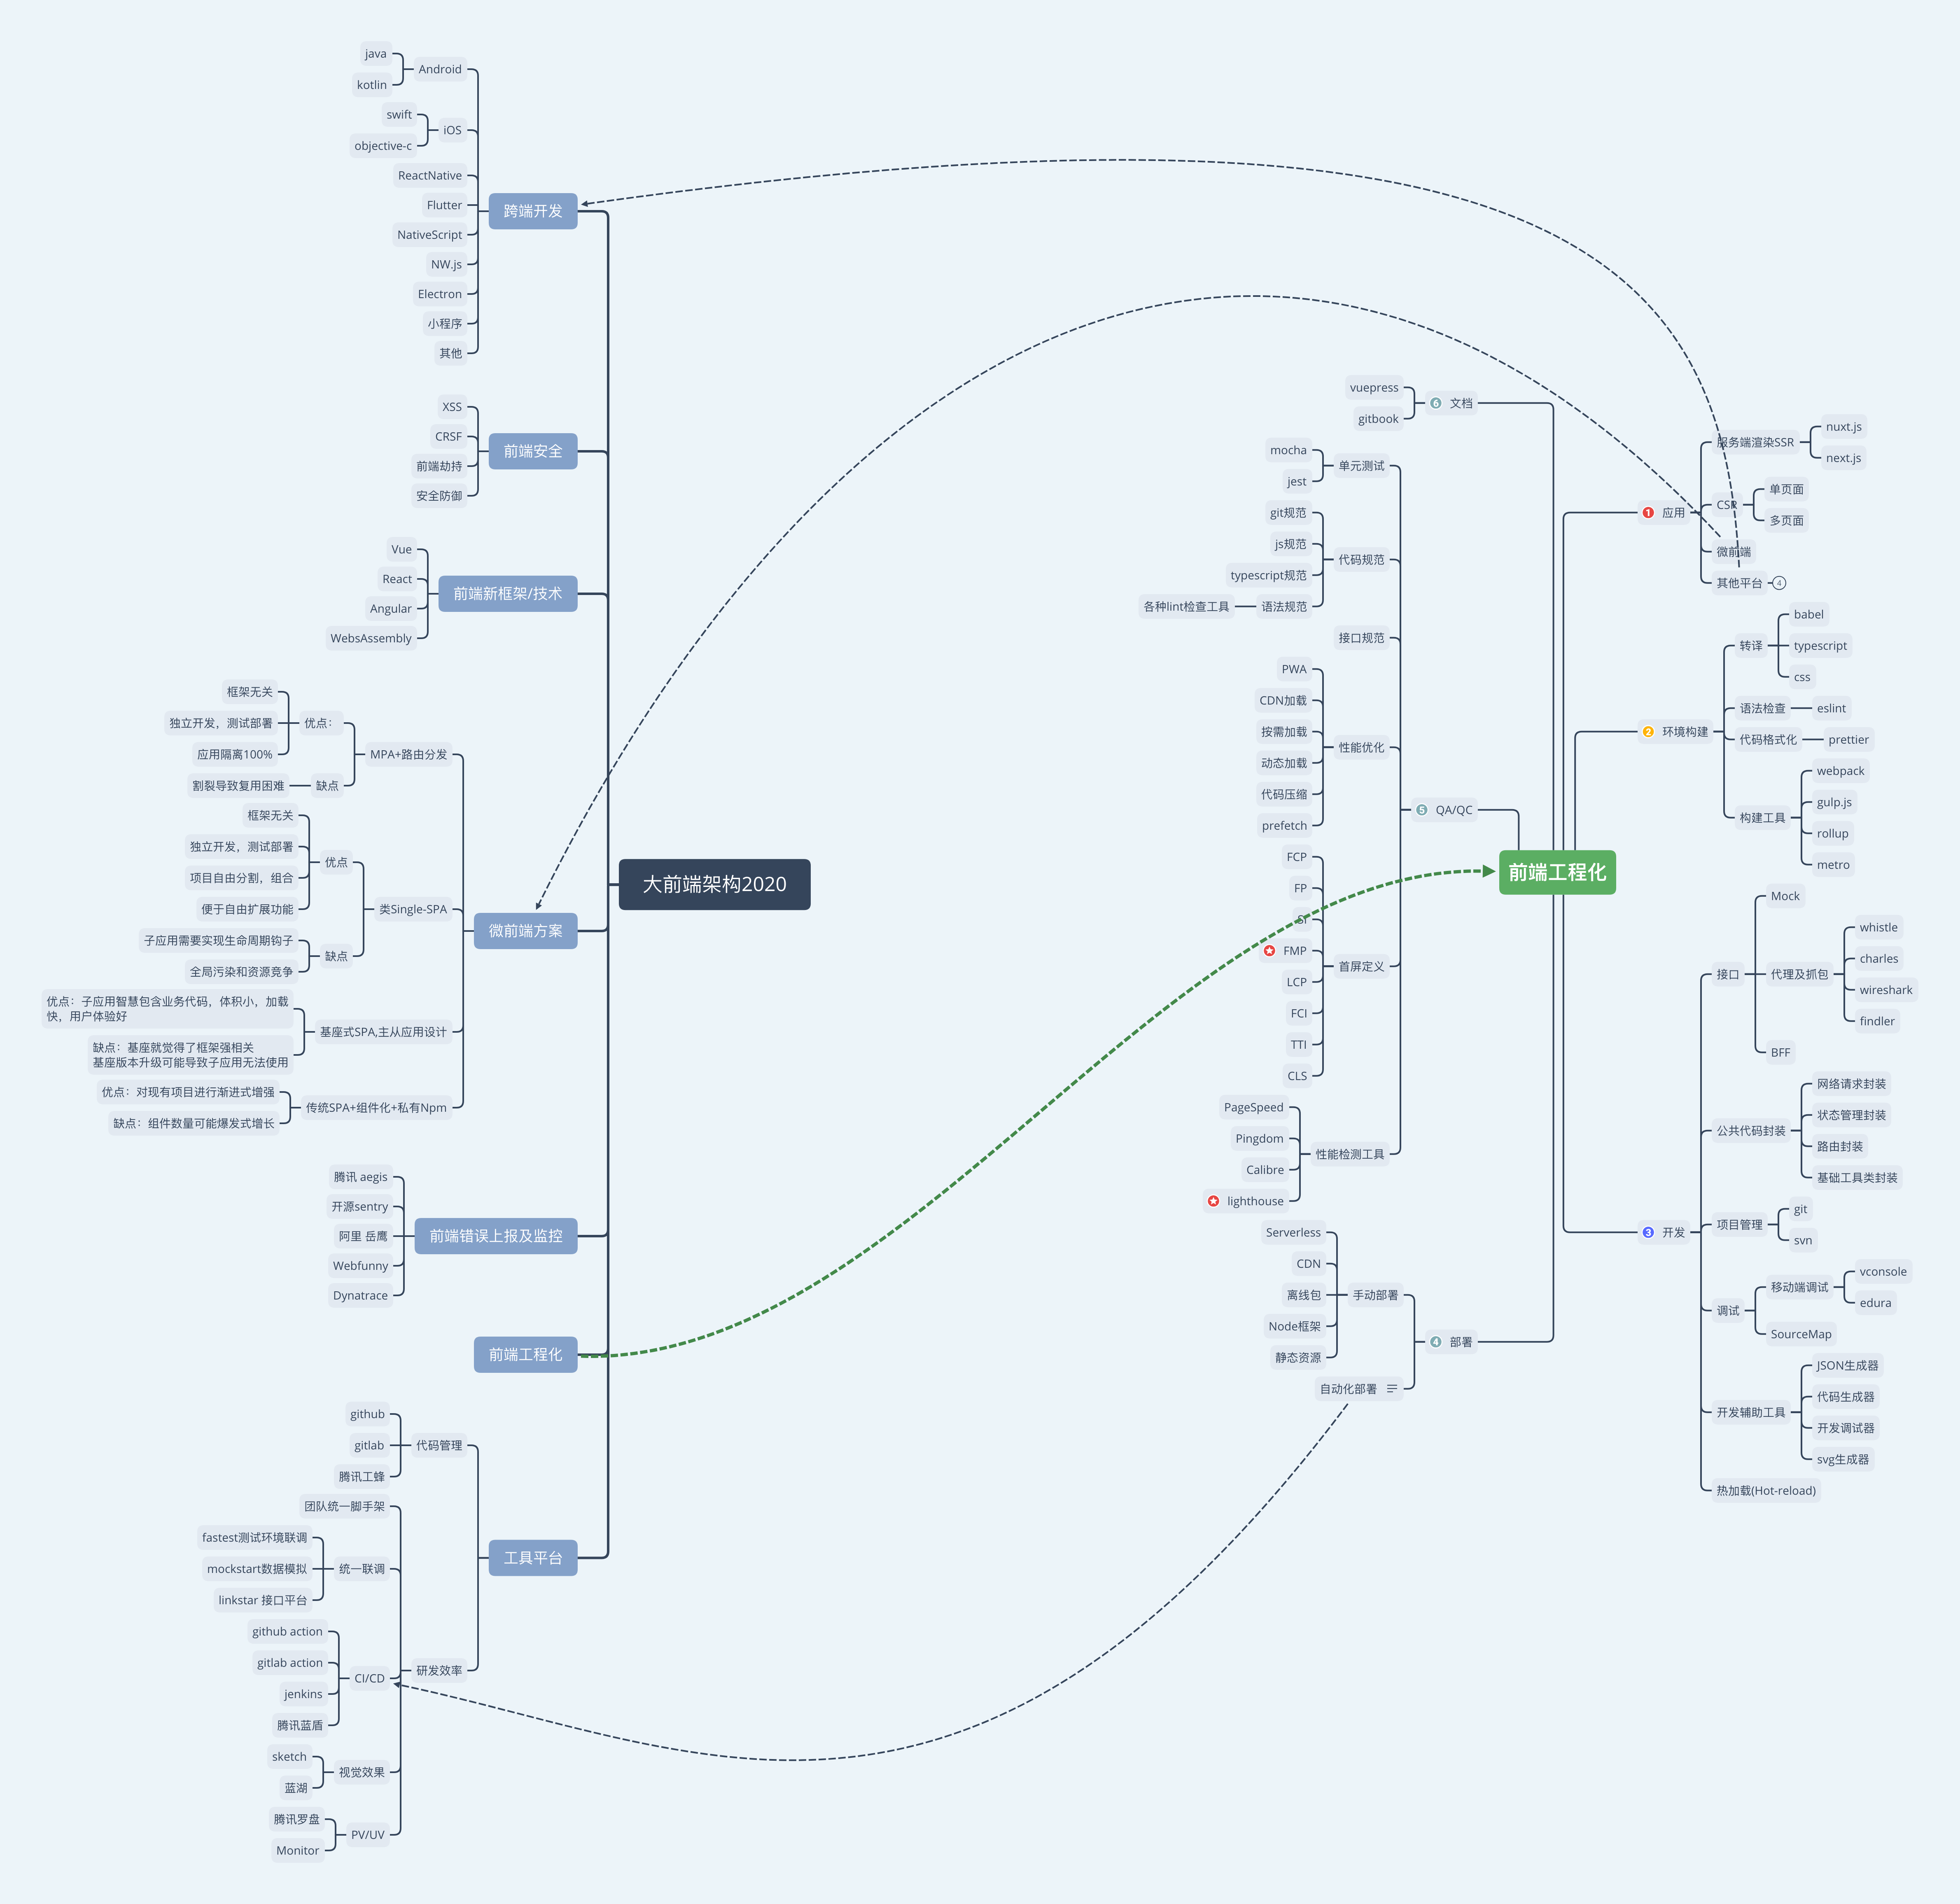 大前端架构2020
跨端开发
Android
java
kotlin
iOS
swift
objective-c
ReactNative
Flutter
NativeScript
NW.js
Electron
小程序
其他
前端安全
XSS
CRSF
前端劫持
安全防御
前端新框架/技术
Vue
React
Angular
WebsAssembly
微前端方案
MPA+路由分发
优点：
框架无关
独立开发，测试部署
应用隔离100%
缺点
割裂导致复用困难
类Single-SPA
优点
框架无关
独立开发，测试部署
项目自由分割，组合
便于自由扩展功能
缺点
子应用需要实现生命周期钩子
全局污染和资源竞争
基座式SPA,主从应用设计
优点：子应用智慧包含业务代码，体积小，加载
快，用户体验好
缺点：基座就觉得了框架强相关
基座版本升级可能导致子应用无法使用
传统SPA+组件化+私有Npm
优点：对现有项目进行渐进式增强
缺点：组件数量可能爆发式增长
前端错误上报及监控
腾讯 aegis
开源sentry
阿里 岳鹰
Webfunny
Dynatrace
前端工程化
工具平台
代码管理
github
gitlab
腾讯工蜂
研发效率
团队统一脚手架
统一联调
fastest测试环境联调
mockstart数据模拟
linkstar 接口平台
CI/CD
github action
gitlab action
jenkins
腾讯蓝盾
视觉效果
sketch
蓝湖
PV/UV
腾讯罗盘
Monitor
前端工程化
1 应用
服务端渲染SSR
nuxt.js
next.js
CSR
单页面
多页面
微前端
其他平台
4
2 环境构建
转译
babel
typescript
css
语法检查
eslint
代码格式化
prettier
构建工具
webpack
gulp.js
rollup
metro
3 开发
接口
Mock
代理及抓包
whistle
charles
wireshark
findler
BFF
公共代码封装
网络请求封装
状态管理封装
路由封装
基础工具类封装
项目管理
git
svn
调试
移动端调试
vconsole
edura
SourceMap
开发辅助工具
JSON生成器
代码生成器
开发调试器
svg生成器
热加载(Hot-reload)
4 部署
手动部署
Serverless
CDN
离线包
Node框架
静态资源
自动化部署
5 QA/QC
单元测试
mocha
jest
代码规范
git规范
js规范
typescript规范
语法规范
各种lint检查工具
接口规范
性能优化
PWA
CDN加载
按需加载
动态加载
代码压缩
prefetch
首屏定义
FCP
FP
SI
FMP
LCP
FCI
TTI
CLS
性能检测工具
PageSpeed
Pingdom
Calibre
lighthouse
6 文档
vuepress
gitbook